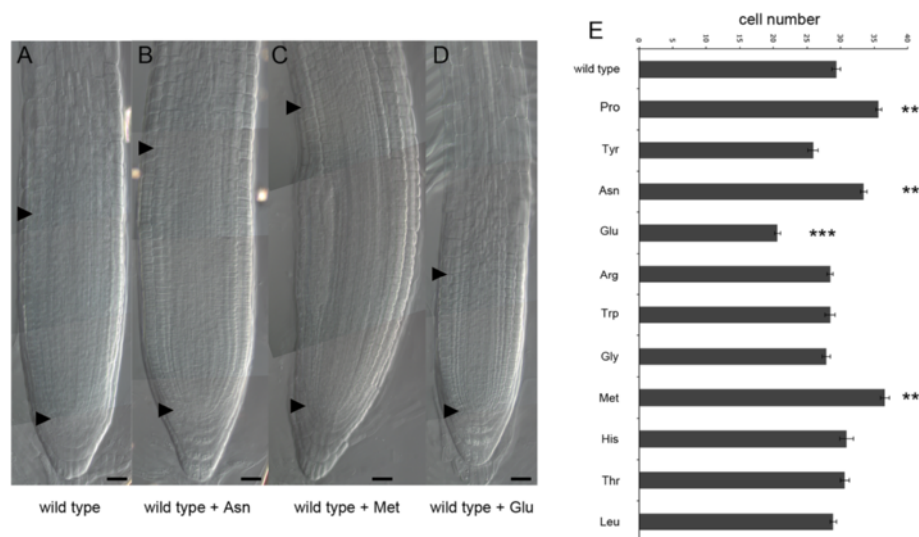 A
B
C
D
wild type
wild type + Asn
wild type + Met
wild type + Glu
E
cell number
0
5
10
15
20
25
30
35
40
wild type
Pro
**
Tyr
Asn
**
Glu
***
Arg
Trp
Gly
Met
**
His
Thr
Leu